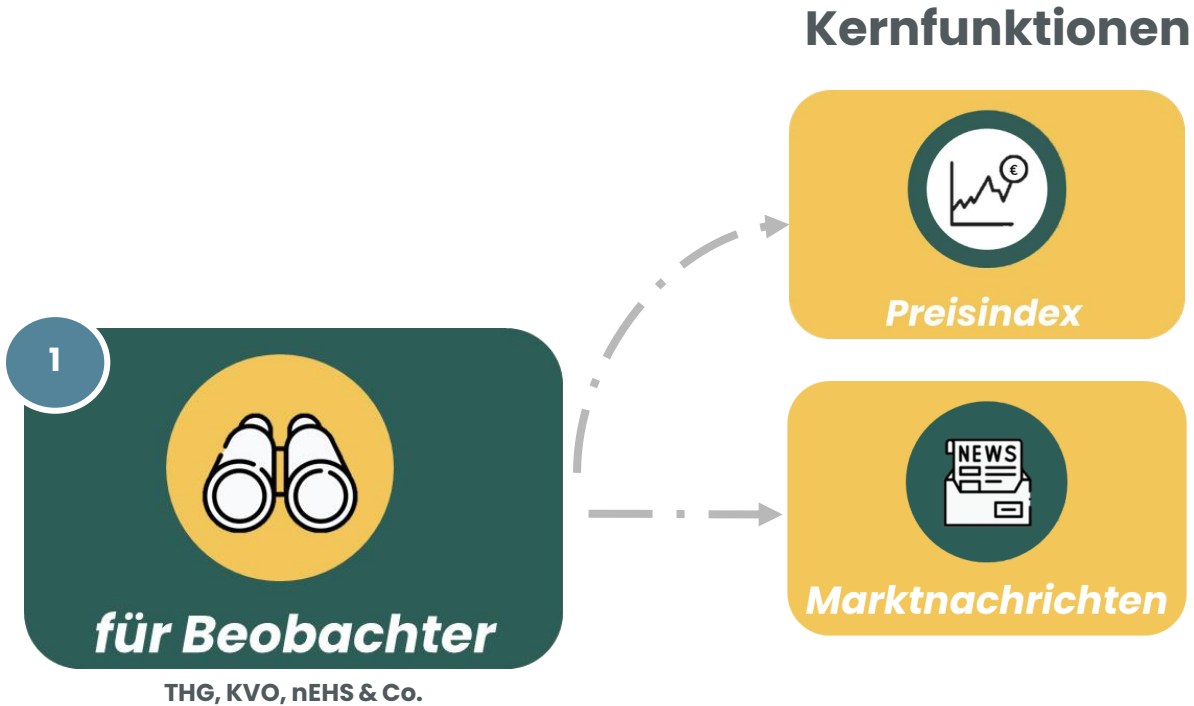 Kernfunktionen
€
Preisindex
1
NEWS
für Beobachter
Marktnachrichten
THG, KVO, nEHS & Co.